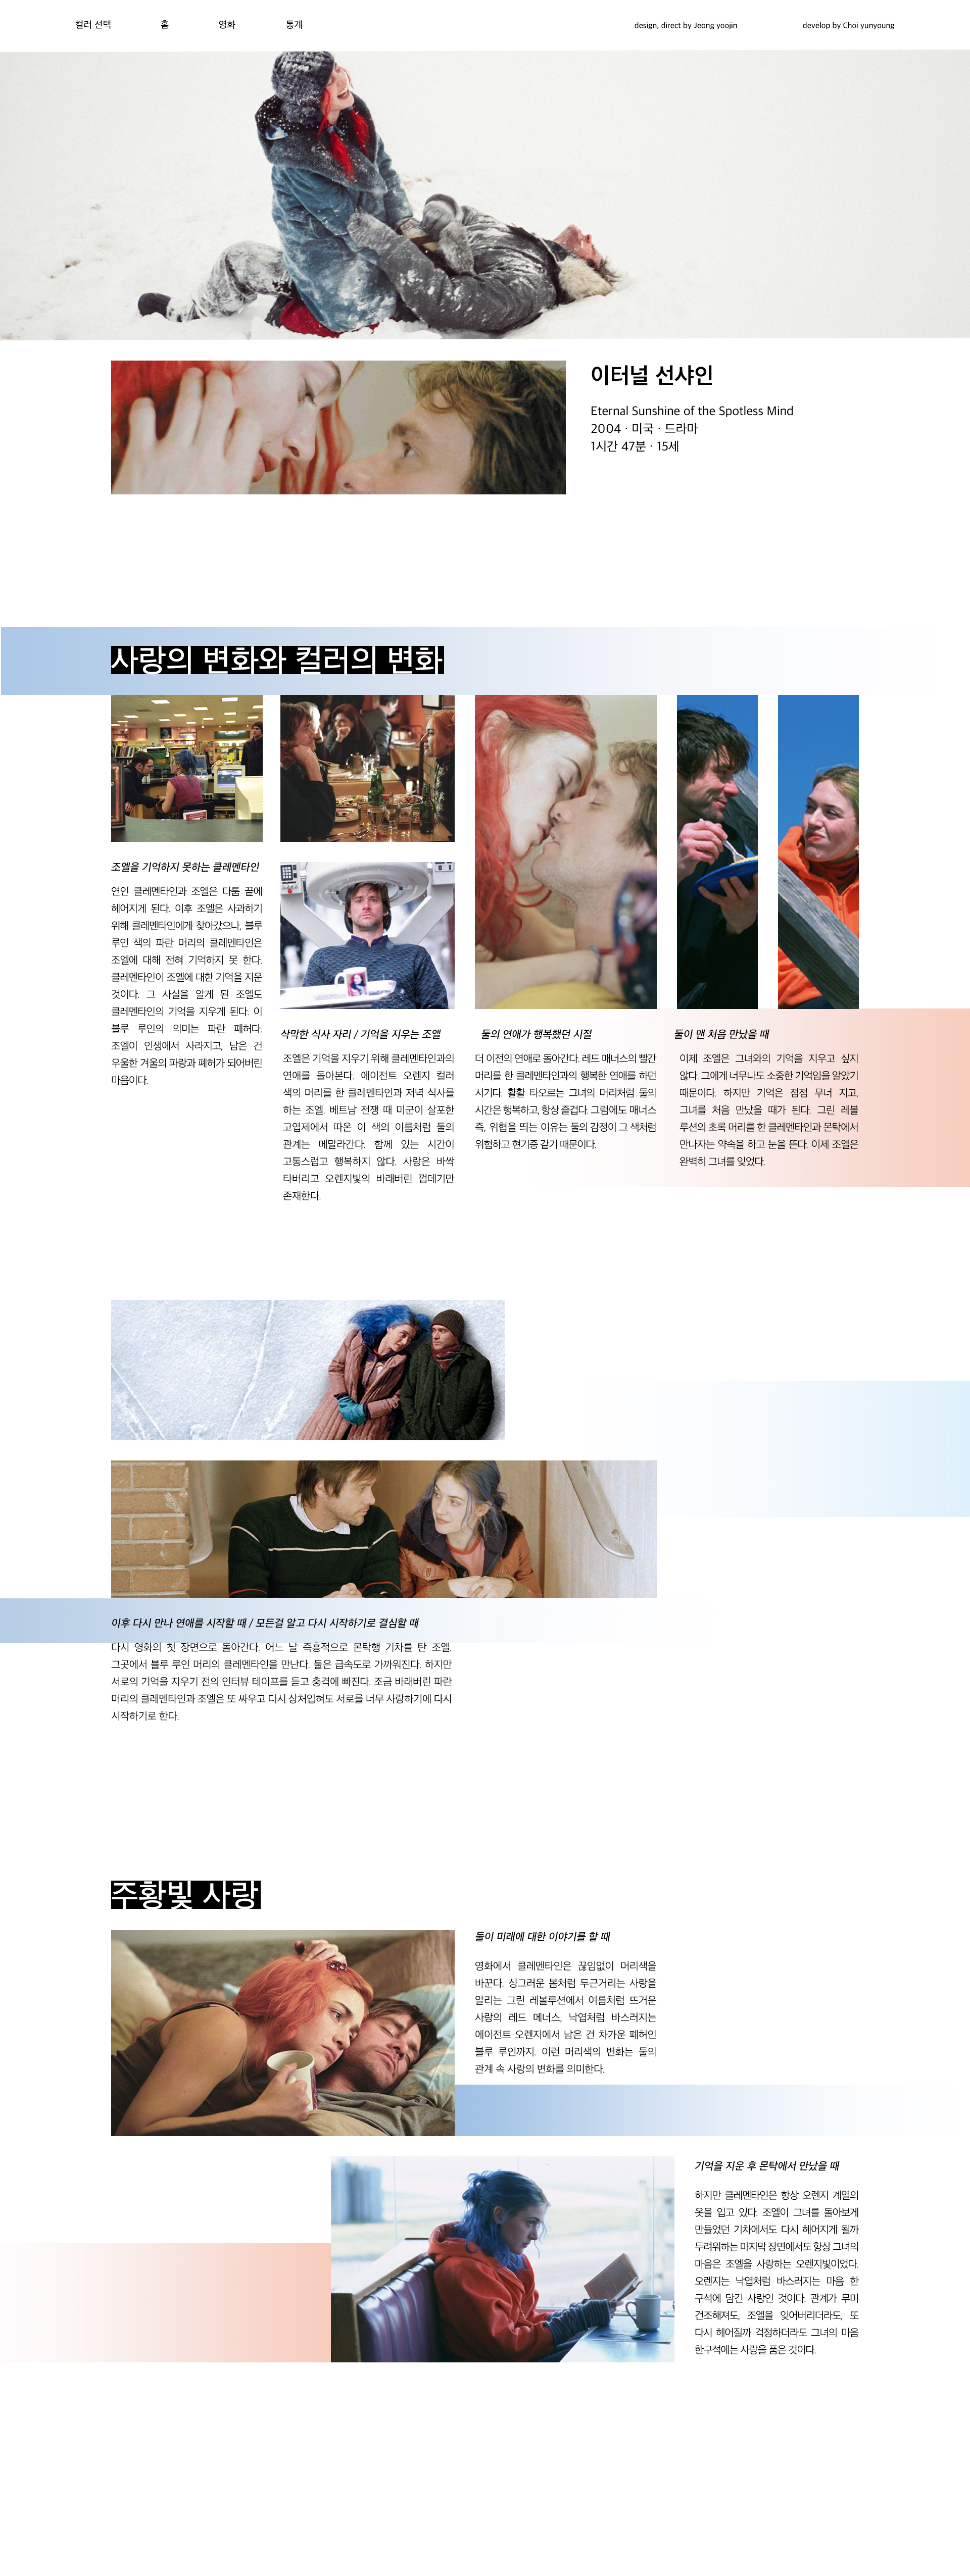 컬러 선택 홈 영화 통계 design, direct by Jeong yoojin develop by Choi yunyoung
이터널 선샤인
Eternal Sunshine of the Spotless Mind
2004 · 미국 · 드라마
1시간 47분 · 15세
사랑의 변화와 컬러의 변화
조엘을 기억하지 못하는 클레멘타인
연인 클레멘타인과 조엘은 다툼 끝에
헤어지게 된다. 이후 조엘은 사과하기
위해 클레멘타인에게 찾아갔으나, 블루
루인 색의 파란 머리의 클레멘타인은
조엘에 대해 전혀 기억하지 못 한다.
클레멘타인이 조엘에 대한 기억을 지운
것이다. 그 사실을 알게 된 조엘도
클레멘타인의 기억을 지우게 된다. 이
블루 루인의 의미는 파란 폐허다.
조엘이 인생에서 사라지고, 남은 건
우울한 겨울의 파랑과 폐허가 되어버린
마음이다.
삭막한 식사 자리 / 기억을 지우는 조엘
조엘은 기억을 지우기 위해 클레멘타인과의
연애를 돌아본다. 에이전트 오렌지 컬러
색의 머리를 한 클레멘타인과 저녁 식사를
하는 조엘. 베트남 전쟁 때 미군이 살포한
고엽제에서 따온 이 색의 이름처럼 둘의
관계는 메말라간다. 함께 있는 시간이
고통스럽고 행복하지 않다. 사랑은 바싹
타버리고 오렌지빛의 바래버린 껍데기만
존재한다.
둘의 연애가 행복했던 시절
더 이전의 연애로 돌아간다. 레드 매너스의 빨간
머리를 한 클레멘타인과의 행복한 연애를 하던
시기다. 활활 타오르는 그녀의 머리처럼 둘의
시간은 행복하고, 항상 즐겁다. 그럼에도 매너스
즉, 위협을 띄는 이유는 둘의 감정이 그 색처럼
위험하고 현기증 같기 때문이다.
둘이 맨 처음 만났을 때
이제 조엘은 그녀와의 기억을 지우고 싶지
않다. 그에게 너무나도 소중한 기억임을 알았기
때문이다. 하지만 기억은 점점 무너 지고,
그녀를 처음 만났을 때가 된다. 그린 레볼
루션의 초록 머리를 한 클레멘타인과 몬탁에서
만나자는 약속을 하고 눈을 뜬다. 이제 조엘은
완벽히 그녀를 잊었다.
이후 다시 만나 연애를 시작할 때 / 모든걸 알고 다시 시작하기로 결심할 때
다시 영화의 첫 장면으로 돌아간다. 어느 날 즉흥적으로 몬탁행 기차를 탄 조엘.
그곳에서 블루 루인 머리의 클레멘타인을 만난다. 둘은 급속도로 가까워진다. 하지만
서로의 기억을 지우기 전의 인터뷰 테이프를 듣고 충격에 빠진다. 조금 바래버린 파란
머리의 클레멘타인과 조엘은 또 싸우고 다시 상처입혀도 서로를 너무 사랑하기에 다시
시작하기로 한다.
주황빛 사랑
둘이 미래에 대한 이야기를 할 때
영화에서 클레멘타인은 끊임없이 머리색을
바꾼다. 싱그러운 봄처럼 두근거리는 사랑을
알리는 그린 레볼루션에서 여름처럼 뜨거운
사랑의 레드 메너스, 낙엽처럼 바스러지는
에이전트 오렌지에서 남은 건 차가운 폐허인
블루 루인까지. 이런 머리색의 변화는 둘의
관계 속 사랑의 변화를 의미한다.
기억을 지운 후 몬탁에서 만났을 때
하지만 클레멘타인은 항상 오렌지 계열의
옷을 입고 있다. 조엘이 그녀를 돌아보게
만들었던 기차에서도 다시 헤어지게 될까
두려워하는 마지막 장면에서도 항상 그녀의
마음은 조엘을 사랑하는 오렌지빛이었다.
오렌지는 낙엽처럼 바스러지는 마음 한
구석에 담긴 사랑인 것이다. 관계가 무미
건조해져도, 조엘을 잊어버리더라도, 또
다시 헤어질까 걱정하더라도 그녀의 마음
한구석에는 사랑을 품은 것이다.